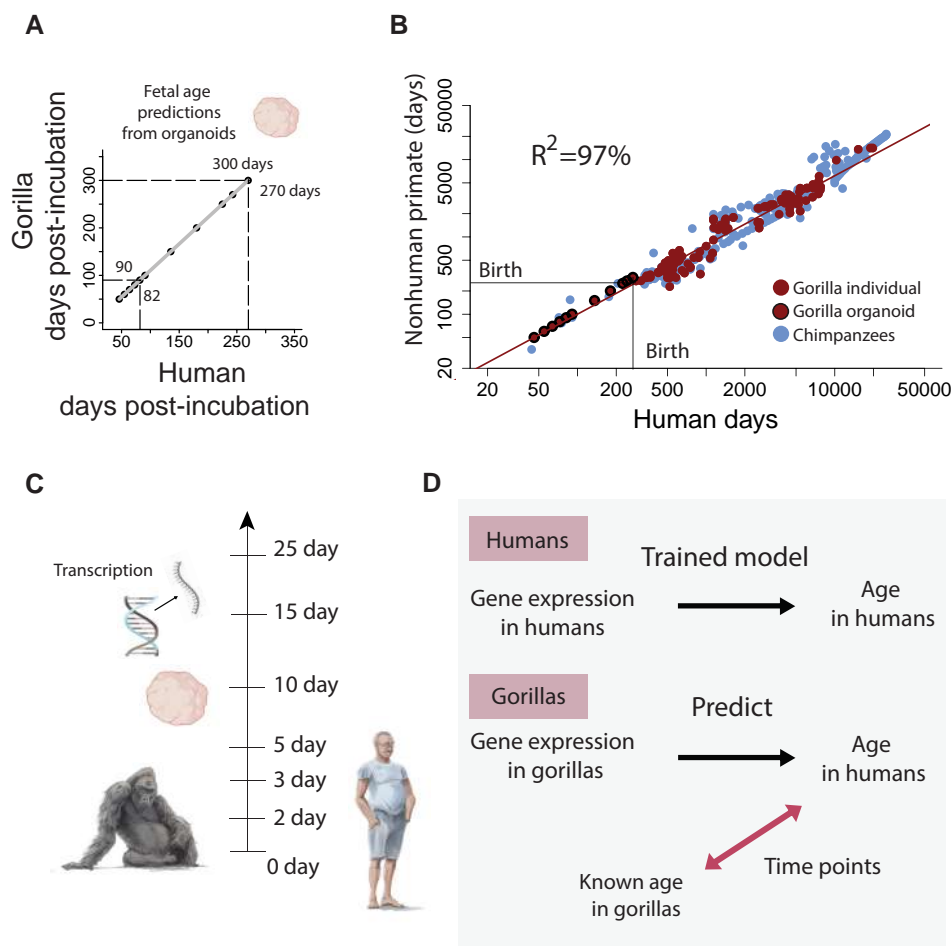 A
Fetal age
predictions
from organoids
Gorilla
days post-incubation
300 days
270 days
90
82
0
100
200
300
50
150
250
350
Human
days post-incubation
B
Nonhuman primate (days)
R2=97%
Birth
Birth
Gorilla individual
Gorilla organoid
Chimpanzees
20
100
500
5000
50000
20
50
200
500
2000
10000
50000
Human days
C
Transcription
25 day
15 day
10 day
5 day
3 day
2 day
0 day
D
Humans
Trained model
Gene expression
in humans
Age
in humans
Gorillas
Predict
Gene expression
in gorillas
Age
in humans
Time points
Known age
in gorillas